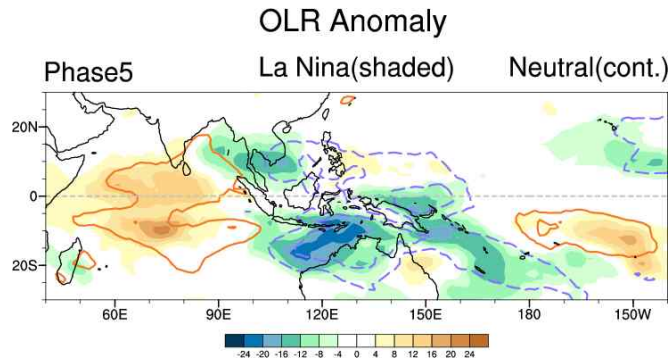 OLR Anomaly
Phase5 La Nina(shaded) Neutral(cont.)
20N
0
20S
60E 90E 120E 150E 180 150W
-24 -20 -16 -12 -8 -4 0 4 8 12 16 20 24